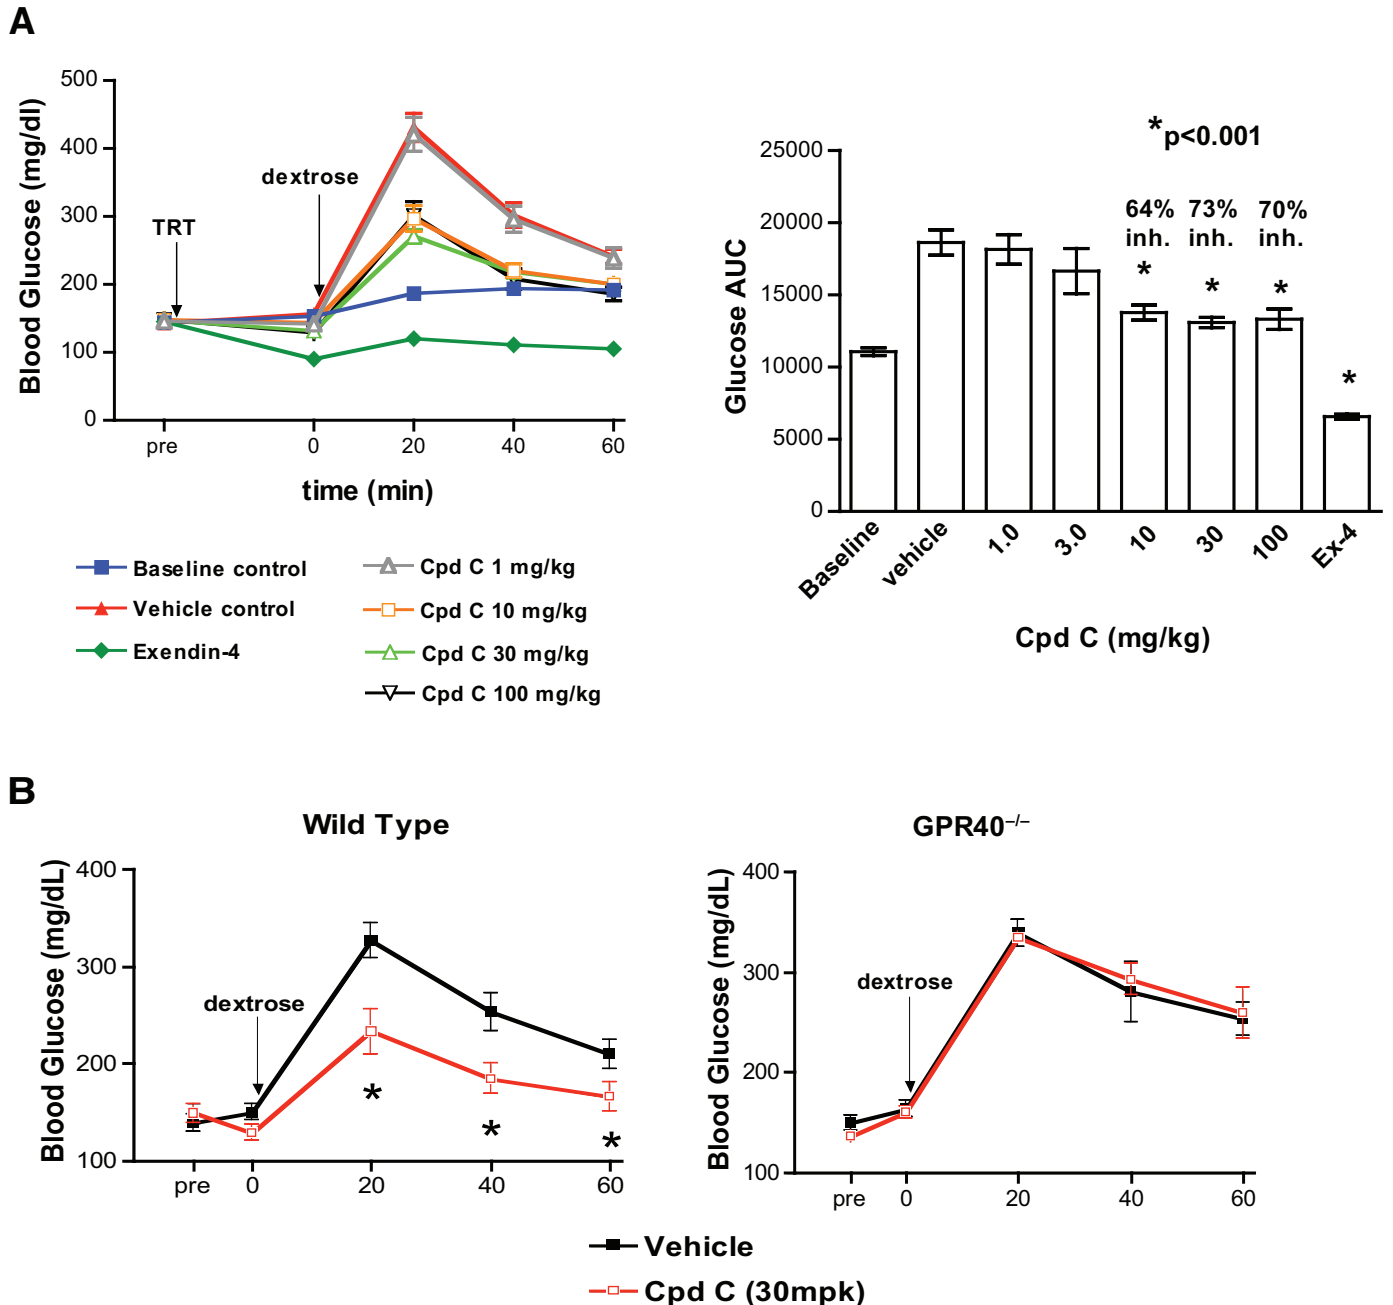 A
Blood Glucose (mg/dl)
500
400
300
200
100
0
TRT
dextrose
pre
0
20
40
60
time (min)
Baseline control
Vehicle control
Exendin-4
Cpd C 1 mg/kg
Cpd C 10 mg/kg
Cpd C 30 mg/kg
Cpd C 100 mg/kg
*p<0.001
Glucose AUC
25000
20000
15000
10000
5000
0
64%
inh.
*
73%
inh.
*
70%
inh.
*
*
Baseline
vehicle
1.0
3.0
10
30
100
Ex-4
Cpd C (mg/kg)
B
Wild Type
Blood Glucose (mg/dL)
400
300
200
100
dextrose
*
*
*
pre
0
20
40
60
GPR40–/–
Blood Glucose (mg/dL)
400
300
200
100
dextrose
pre
0
20
40
60
Vehicle
Cpd C (30mpk)